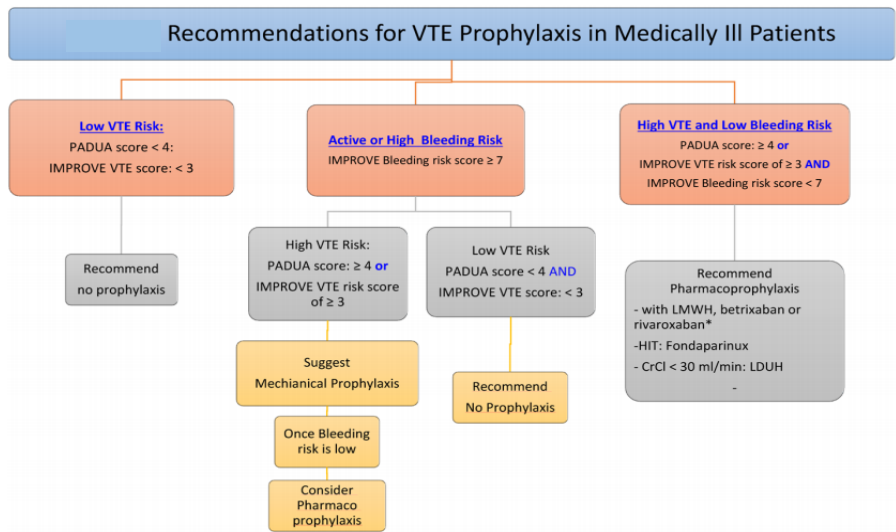 Recommendations for VTE Prophylaxis in Medically Ill Patients
Low VTE Risk:
PADUA score < 4:
IMPROVE VTE score: < 3
Recommend
no prophylaxis
Active or High Bleeding Risk
IMPROVE Bleeding risk score ≥ 7
High VTE Risk:
PADUA score: ≥ 4 or
IMPROVE VTE risk score
of ≥ 3
Suggest
Mechianical Prophylaxis
Once Bleeding
risk is low
Consider
Pharmaco
prophylaxis
Low VTE Risk
PADUA score < 4 AND
IMPROVE VTE score: < 3
Recommend
No Prophylaxis
High VTE and Low Bleeding Risk
PADUA score: ≥ 4 or
IMPROVE VTE risk score of ≥ 3 AND
IMPROVE Bleeding risk score < 7
Recommend
Pharmacoprophylaxis
- with LMWH, betrixaban or
rivaroxaban*
-HIT: Fondaparinux
- CrCl < 30 ml/min: LDUH
-